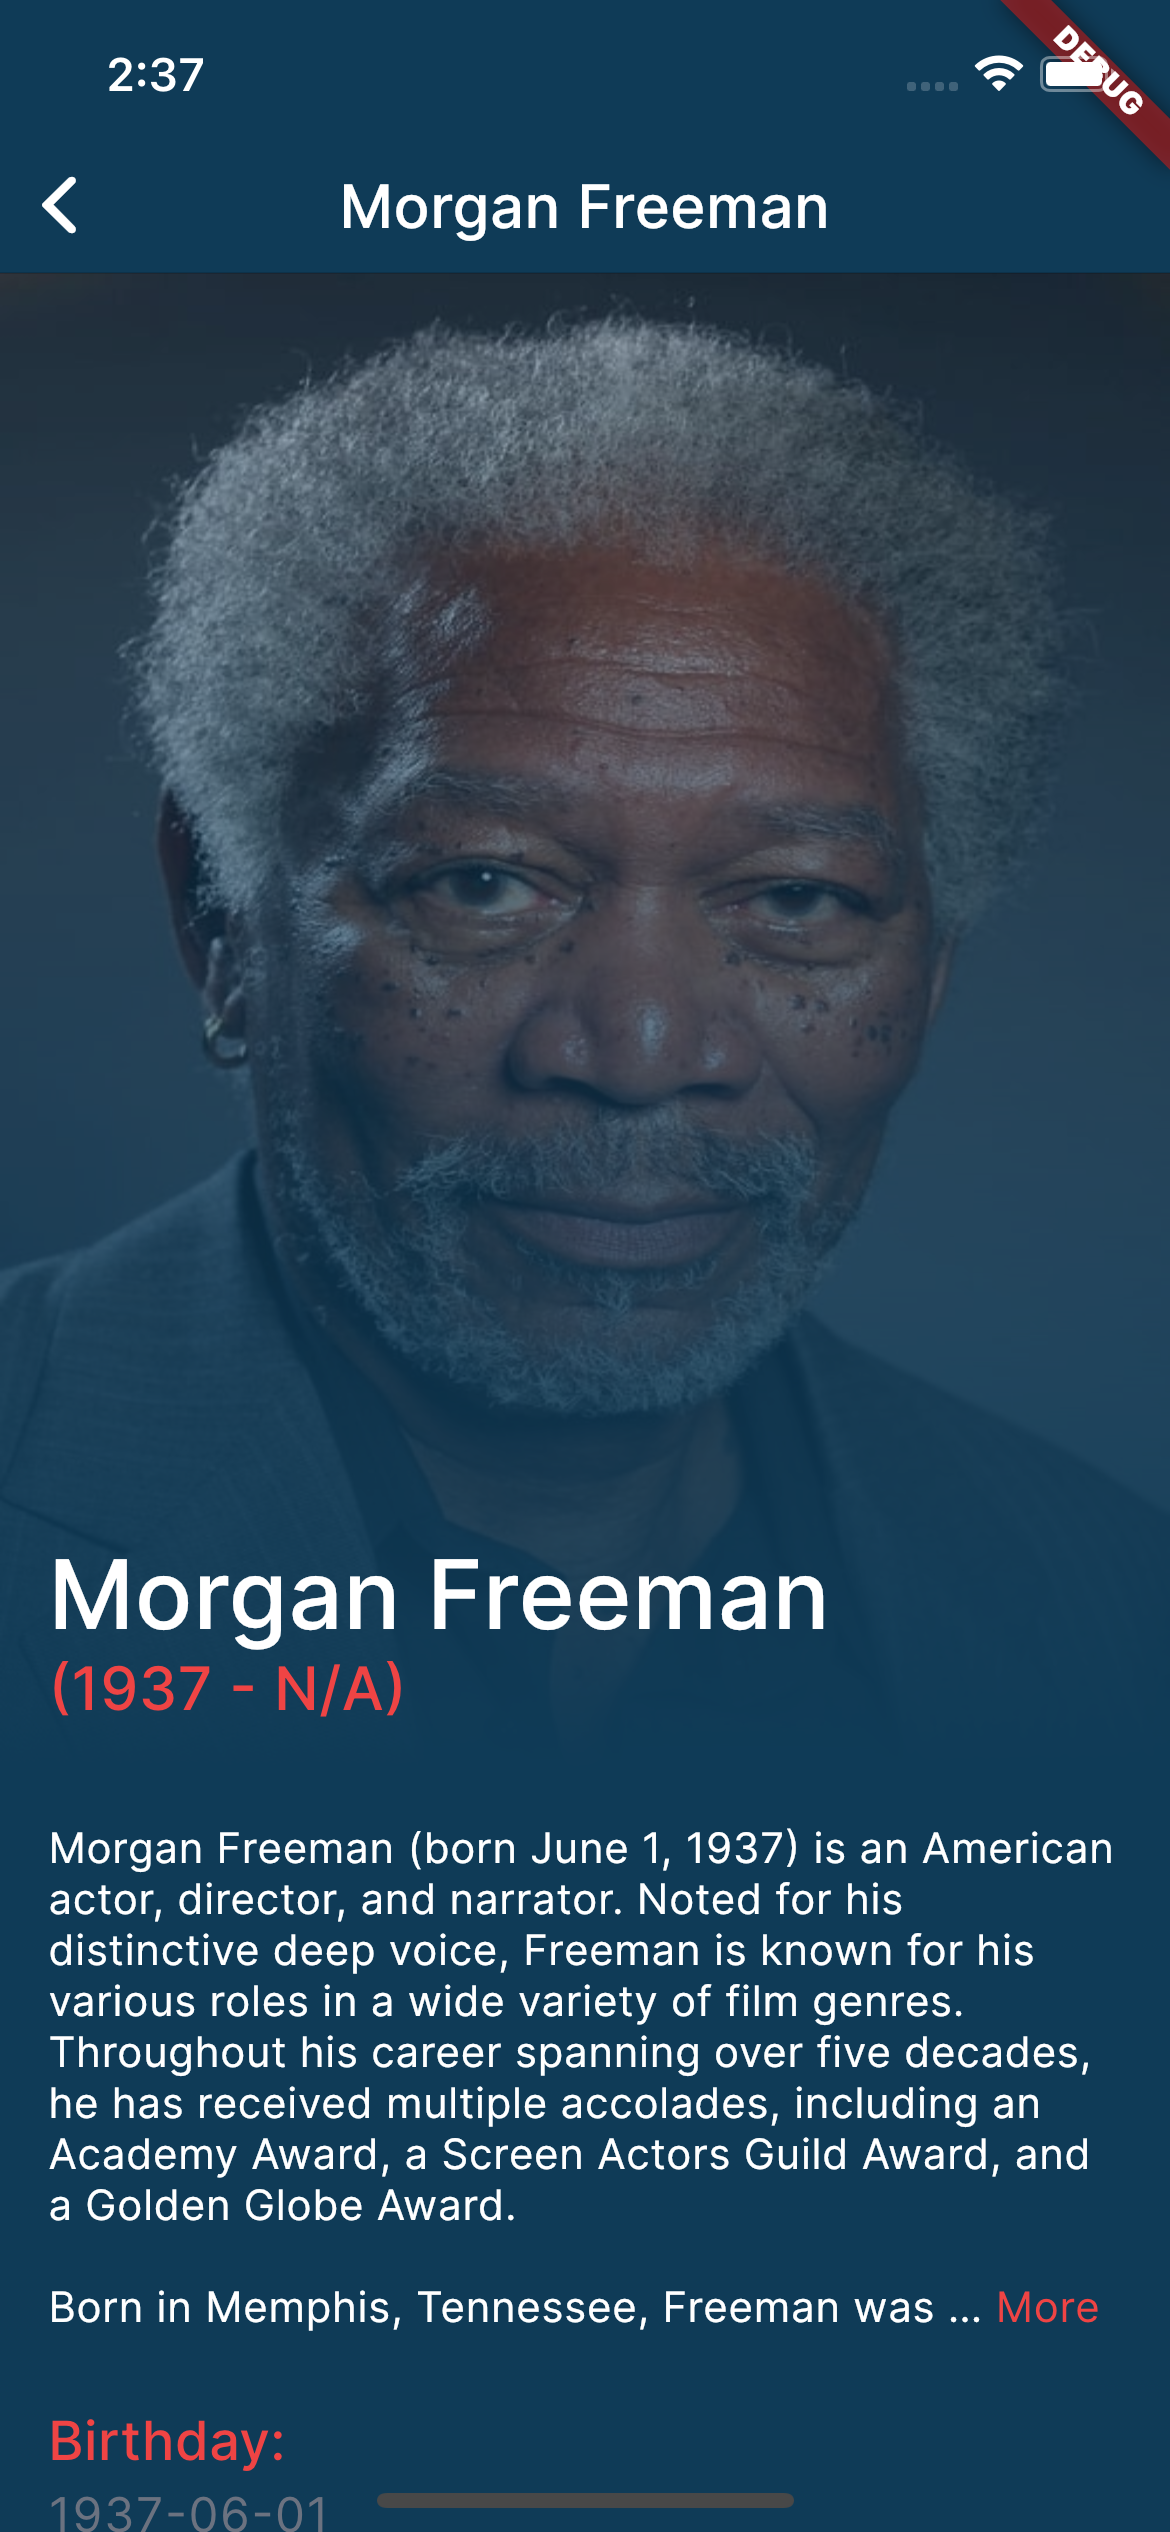 2:37
DEBUG
Morgan Freeman
Morgan Freeman
(1937 - N/A)
Morgan Freeman (born June 1, 1937) is an American
actor, director, and narrator. Noted for his
distinctive deep voice, Freeman is known for his
various roles in a wide variety of film genres.
Throughout his career spanning over five decades,
he has received multiple accolades, including an
Academy Award, a Screen Actors Guild Award, and
a Golden Globe Award.
Born in Memphis, Tennessee, Freeman was ... More
Birthday:
1937-06-01